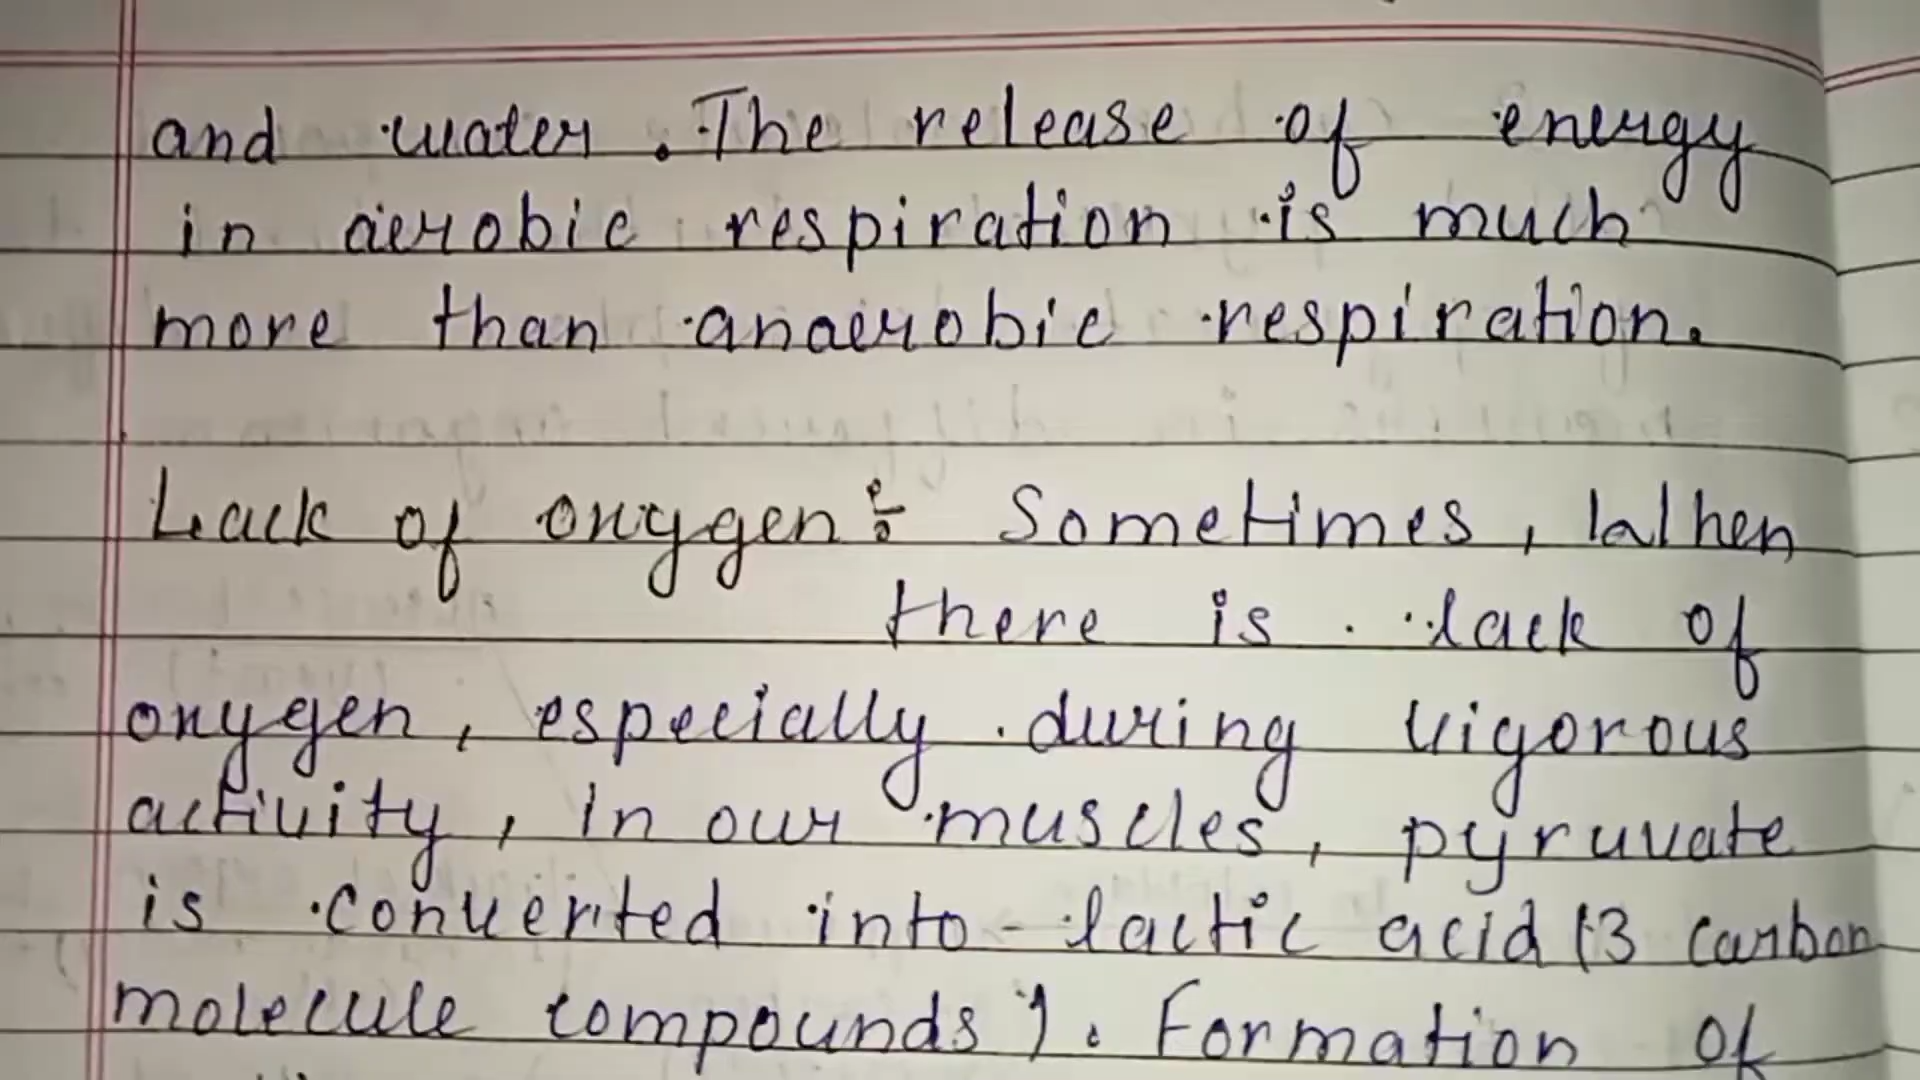 and water. The release of energy
in aerobic respiration is much
more than anaerobic respiration.
Lack of oxygen :- Sometimes, When
there is lack of
oxygen, especially during vigorous
activity, in our muscles, pyruvate
is converted into lactic acid (3 carbon
molecule compounds). Formation of